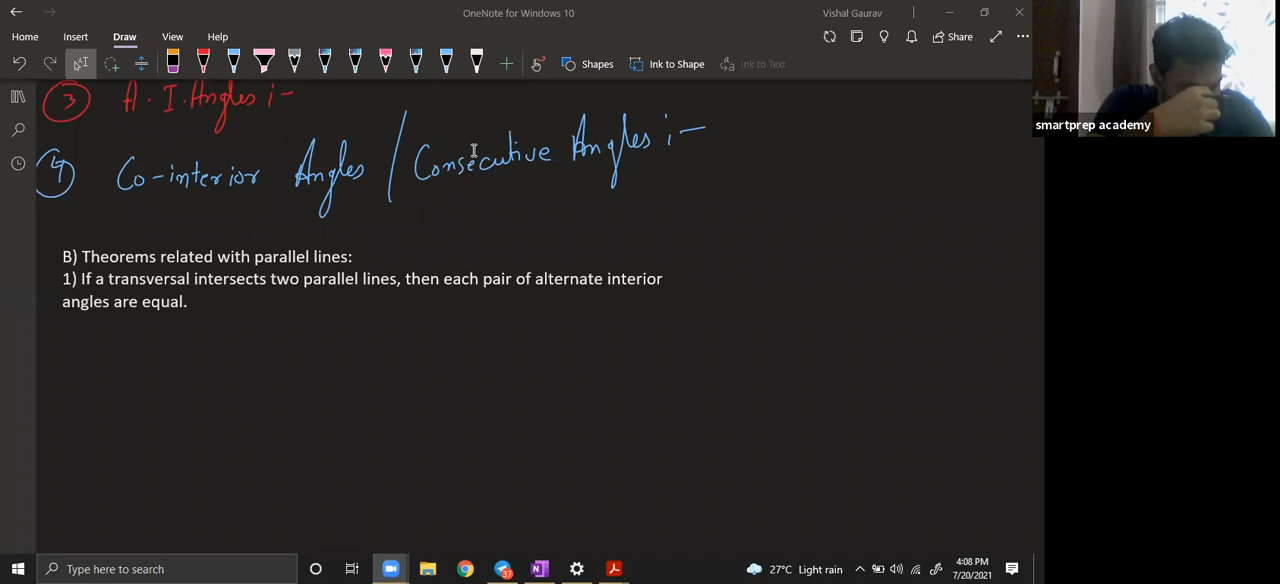 OneNote for Windows 10
Vishal Gaurav
Home Insert Draw View Help
Share
Shapes
Ink to Shape
Ink to Text
3 A. I. Angles :-
4 Co-interior Angles / Consecutive Angles :-
smartprep academy
B) Theorems related with parallel lines:
1) If a transversal intersects two parallel lines, then each pair of alternate interior
angles are equal.
Type here to search
37
27°C Light rain
4:08 PM
7/20/2021